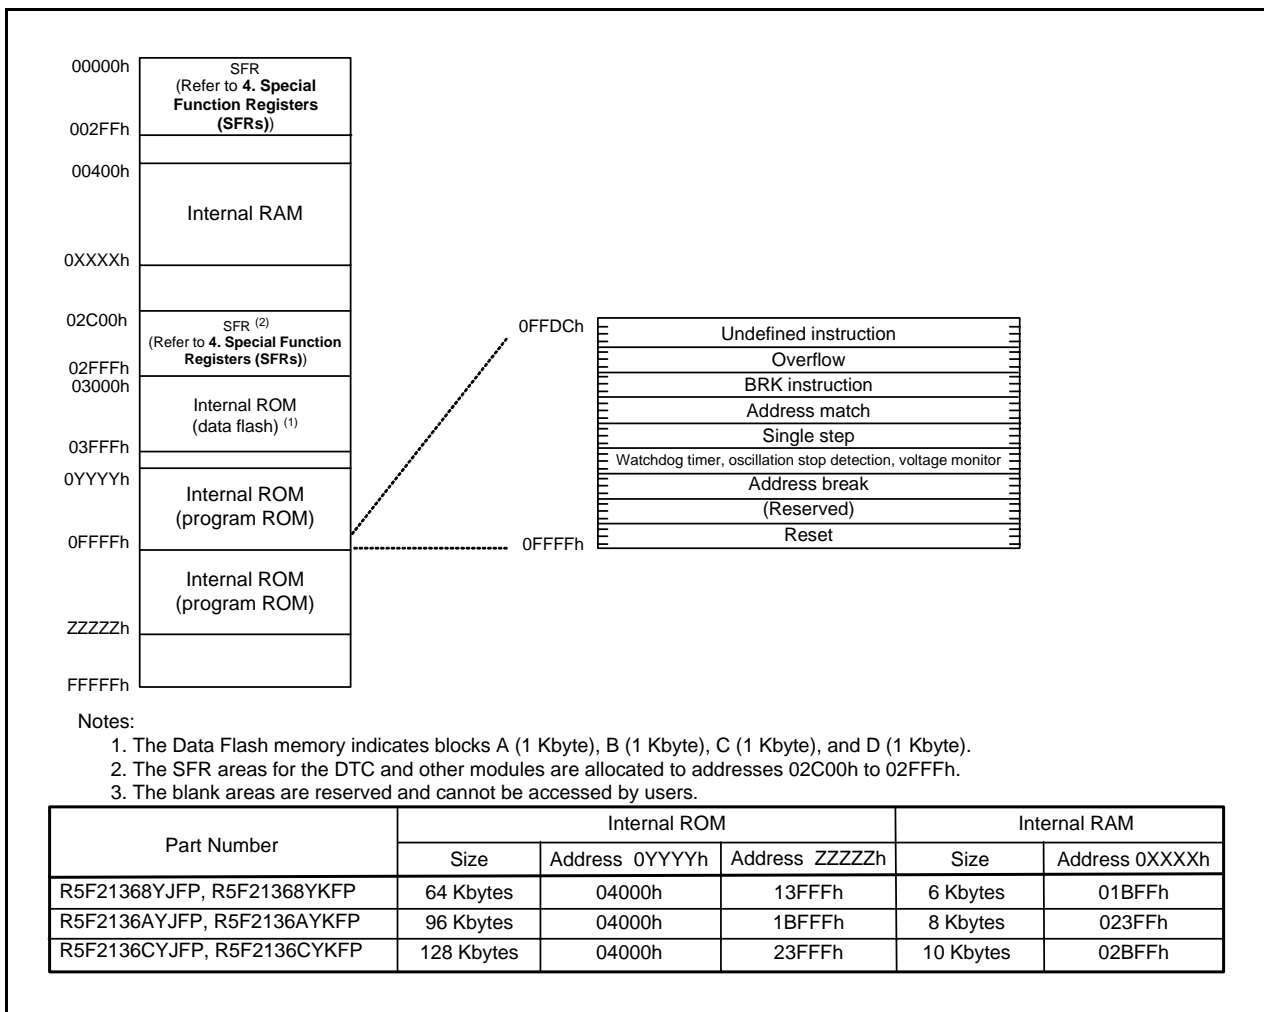 00000h
SFR
(Refer to 4. Special
Function Registers
(SFRs))
002FFh
00400h
Internal RAM
0XXXXh
02C00h
SFR (2)
(Refer to 4. Special Function
Registers (SFRs))
02FFFh
03000h
Internal ROM
(data flash) (1)
03FFFh
0YYYYh
Internal ROM
(program ROM)
0FFFFh
Internal ROM
(program ROM)
ZZZZZh
FFFFFh
0FFDCh
Undefined instruction
Overflow
BRK instruction
Address match
Single step
Watchdog timer, oscillation stop detection, voltage monitor
Address break
(Reserved)
Reset
0FFFFh
Notes:
1. The Data Flash memory indicates blocks A (1 Kbyte), B (1 Kbyte), C (1 Kbyte), and D (1 Kbyte).
2. The SFR areas for the DTC and other modules are allocated to addresses 02C00h to 02FFFh.
3. The blank areas are reserved and cannot be accessed by users.
Part Number Internal ROM Internal RAM
Size Address 0YYYYh Address ZZZZZh Size Address 0XXXXh
R5F21368YJFP, R5F21368YKFP 64 Kbytes 04000h 13FFFh 6 Kbytes 01BFFh
R5F2136AYJFP, R5F2136AYKFP 96 Kbytes 04000h 1BFFFh 8 Kbytes 023FFh
R5F2136CYJFP, R5F2136CYKFP 128 Kbytes 04000h 23FFFh 10 Kbytes 02BFFh